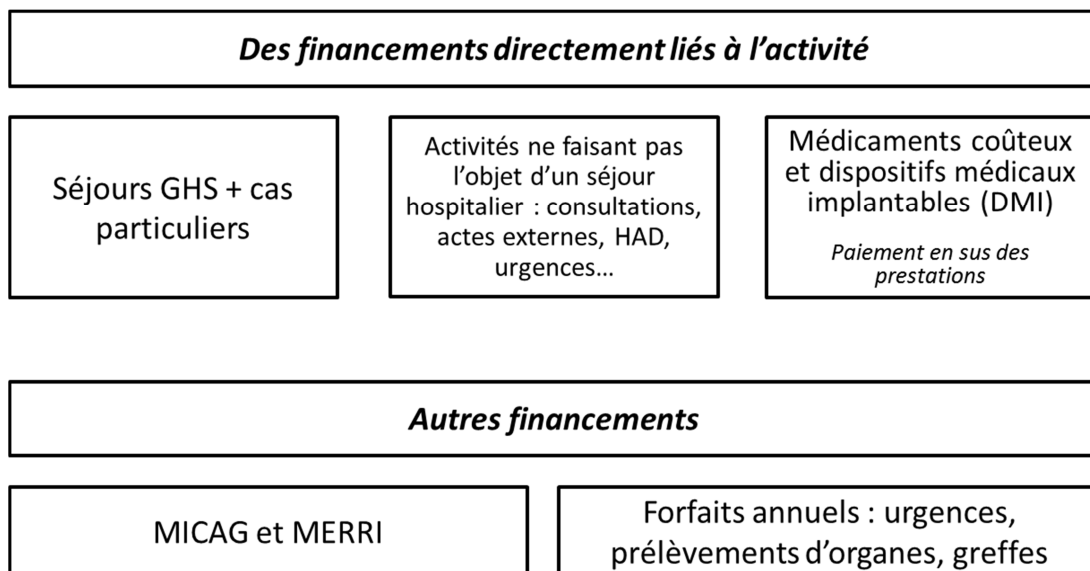 Des financements directement liés à l'activité
Séjours GHS + cas
particuliers
Activités ne faisant pas
l'objet d'un séjour
hospitalier : consultations,
actes externes, HAD,
urgences…
Médicaments coûteux
et dispositifs médicaux
implantables (DMI)
Paiement en sus des
prestations
Autres financements
MICAG et MERRI
Forfaits annuels : urgences,
prélèvements d'organes, greffes